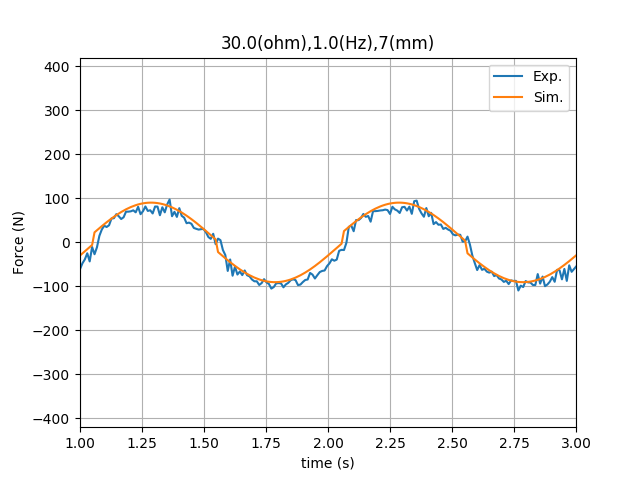 30.0(ohm),1.0(Hz),7(mm)
Exp.
Sim.
Force (N)
400
300
200
100
0
−100
−200
−300
−400
1.00 1.25 1.50 1.75 2.00 2.25 2.50 2.75 3.00
time (s)